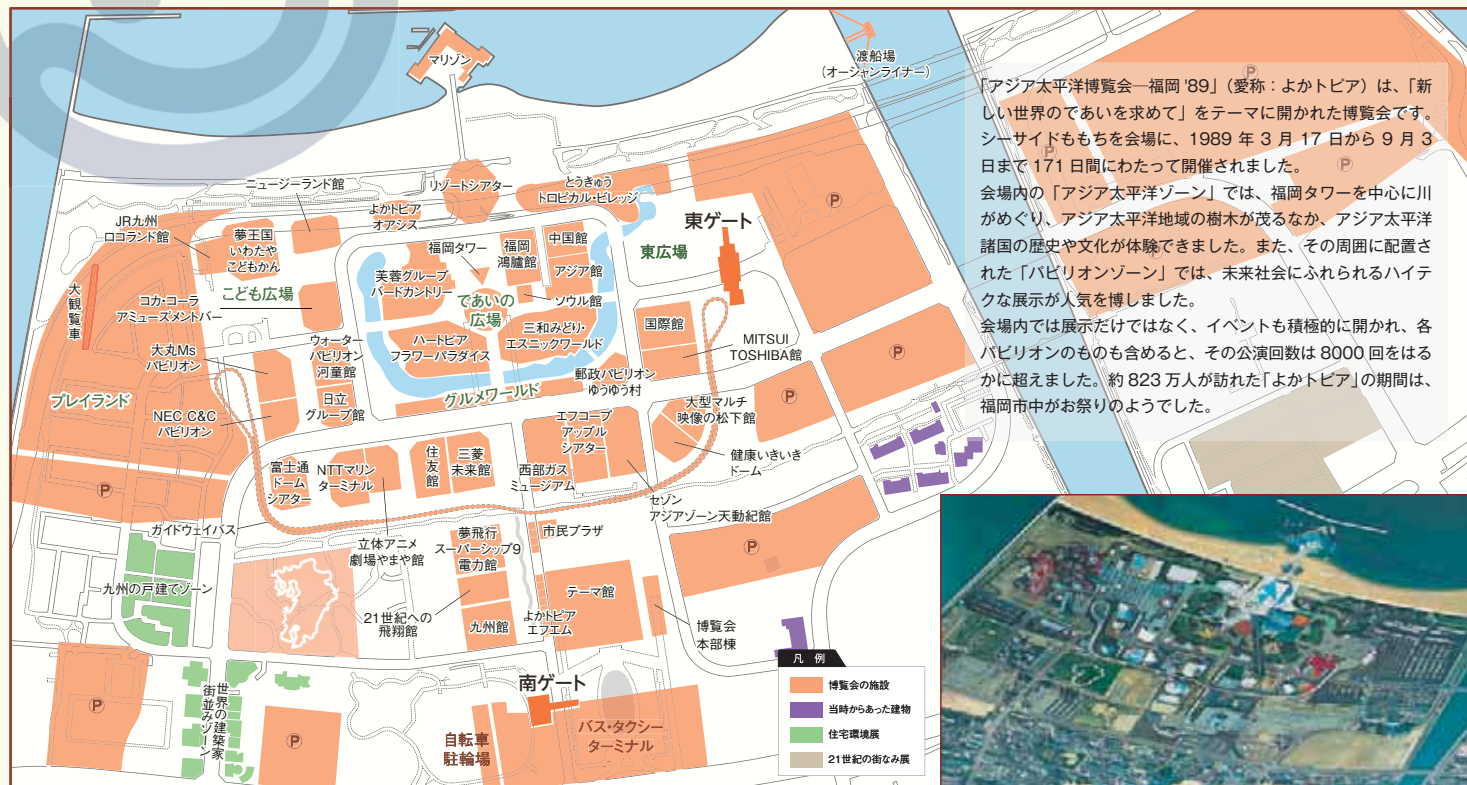 マリゾン
渡船場
(オーシャンライナー)
「アジア太平洋博覧会―福岡 '89」(愛称：よかトピア)は、「新
しい世界のであいを求めて」をテーマに開かれた博覧会です。
シーサイドももちを会場に、1989 年 3 月 17 日から 9 月 3
日まで 171 日間にわたって開催されました。
会場内の「アジア太平洋ゾーン」では、福岡タワーを中心に川
がめぐり、アジア太平洋地域の樹木が茂るなか、アジア太平洋
諸国の歴史や文化が体験できました。また、その周囲に配置さ
れた「パビリオンゾーン」では、未来社会にふれられるハイテ
クな展示が人気を博しました。
会場内では展示だけではなく、イベントも積極的に開かれ、各
パビリオンのものも含めると、その公演回数は 8000 回をはる
かに超えました。約 823 万人が訪れた「よかトピア」の期間は、
福岡市中がお祭りのようでした。
ニュージーランド館
リゾートシアター
とうきゅう
トロピカル・ビレッジ
JR九州
ロコランド館
夢王国
いわたや
こどもかん
よかトピア
オアシス
東ゲート
福岡タワー
福岡
鴻臚館
中国館
アジア館
東広場
芙蓉グループ
バードカントリー
ソウル館
大観覧車
コカ・コーラ
アミューズメントバー
こども広場
であいの
広場
国際館
ハートピア
フラワーパラダイス
三和みどり・
エスニックワールド
MITSUI
TOSHIBA館
大丸Ms
パビリオン
ウォーター
パビリオン
河童館
郵政パビリオン
ゆうゆう村
プレイランド
グルメワールド
NEC C&C
パビリオン
日立
グループ館
エフコープ
アップル
シアター
大型マルチ
映像の松下館
富士通
ドーム
シアター
NTTマリン
ターミナル
住友館
三菱
未来館
西部ガス
ミュージアム
健康いきいき
ドーム
セゾン
アジアゾーン天動紀館
ガイドウェイバス
立体アニメ
劇場やまや館
夢飛行
スーパーシップ9
電力館
市民プラザ
九州の戸建てゾーン
21世紀への
飛翔館
九州館
よかトピア
エフエム
テーマ館
博覧会
本部棟
南ゲート
世界の建築家
街並みゾーン
自転車
駐輪場
バス・タクシー
ターミナル
P
P
P
P
P
P
P
P
P
P
凡例
博覧会の施設
当時からあった建物
住宅環境展
21世紀の街なみ展